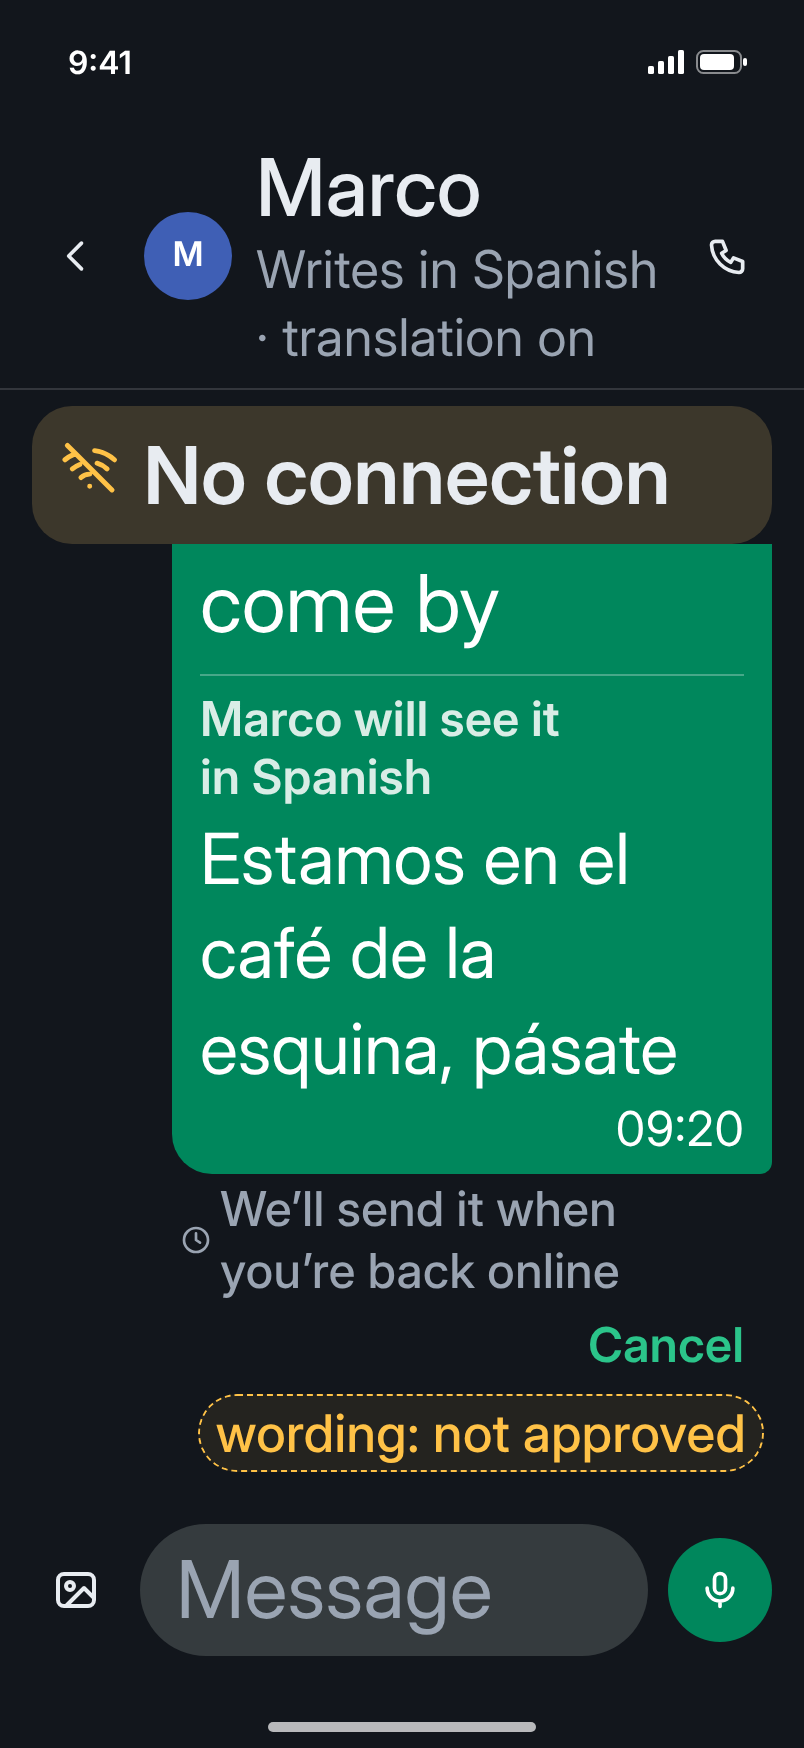 9:41
Marco
M
Writes in Spanish
· translation on
No connection
come by
Marco will see it
in Spanish
Estamos en el
café de la
esquina, pásate
09:20
We’ll send it when
you’re back online
Cancel
wording: not approved
Message